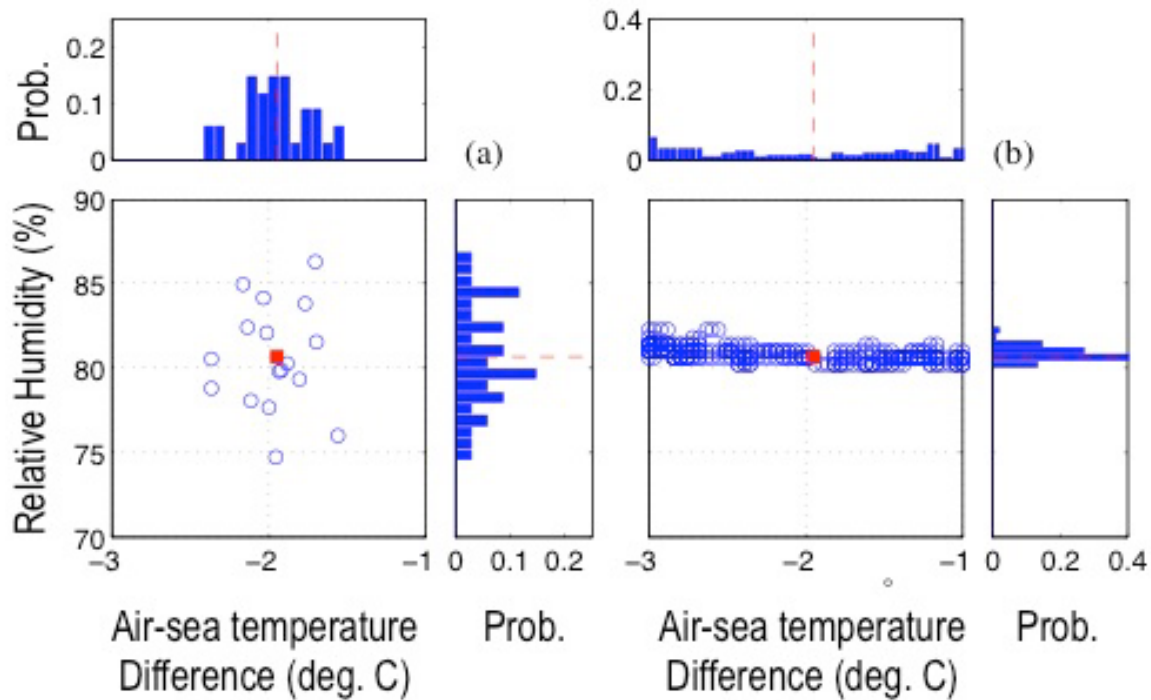 Prob.
0.2
0.1
0
(a)
0.4
0.2
0
(b)
Relative Humidity (%)
90
85
80
75
70
−3
−2
−1
0
0.1
0.2
−3
−2
−1
0
0.2
0.4
Air-sea temperature
Difference (deg. C)
Prob.
Air-sea temperature
Difference (deg. C)
Prob.